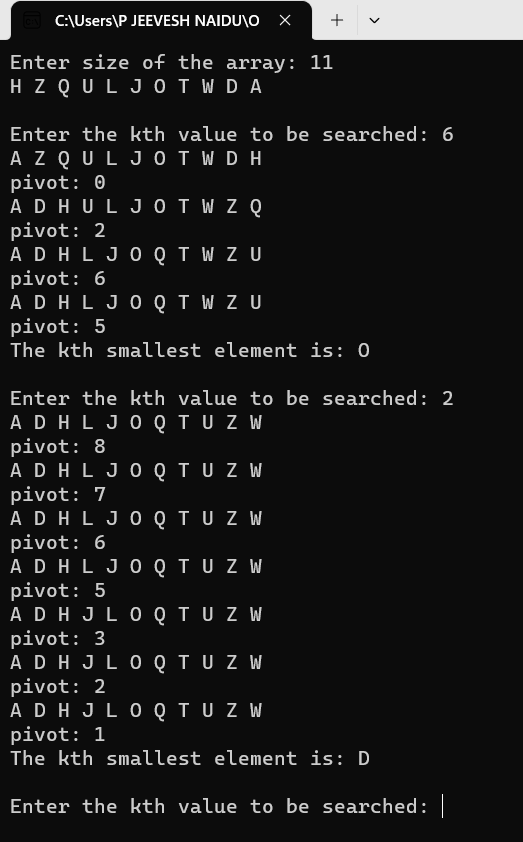 C:\Users\P JEEVESH NAIDU\O
Enter size of the array: 11
H Z Q U L J O T W D A
Enter the kth value to be searched: 6
A Z Q U L J O T W D H
pivot: 0
A D H U L J O T W Z Q
pivot: 2
A D H L J O Q T W Z U
pivot: 6
A D H L J O Q T W Z U
pivot: 5
The kth smallest element is: O
Enter the kth value to be searched: 2
A D H L J O Q T U Z W
pivot: 8
A D H L J O Q T U Z W
pivot: 7
A D H L J O Q T U Z W
pivot: 6
A D H L J O Q T U Z W
pivot: 5
A D H J L O Q T U Z W
pivot: 3
A D H J L O Q T U Z W
pivot: 2
A D H J L O Q T U Z W
pivot: 1
The kth smallest element is: D
Enter the kth value to be searched: